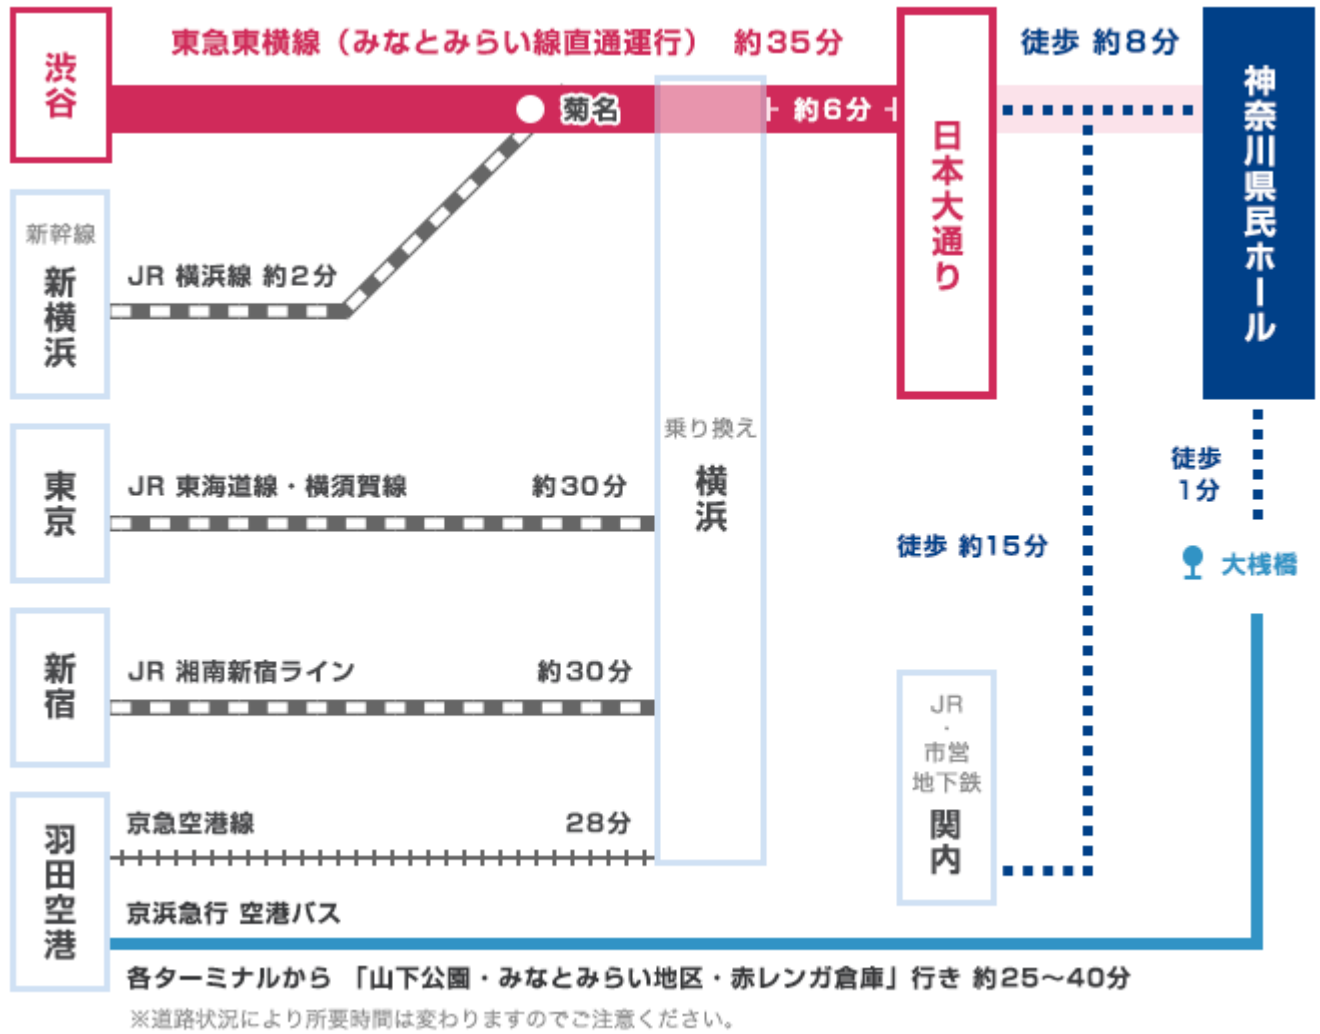 渋谷
東急東横線（みなとみらい線直通運行） 約35分
菊名
約6分
日本大通り
徒歩 約8分
神奈川県民ホール
新幹線
新横浜
JR 横浜線 約2分
東京
JR 東海道線・横須賀線 約30分
乗り換え
横浜
徒歩
1分
大桟橋
徒歩 約15分
新宿
JR 湘南新宿ライン 約30分
JR
・
市営
地下鉄
関内
羽田空港
京急空港線 28分
京浜急行 空港バス
各ターミナルから 「山下公園・みなとみらい地区・赤レンガ倉庫」行き 約25〜40分
※道路状況により所要時間は変わりますのでご注意ください。